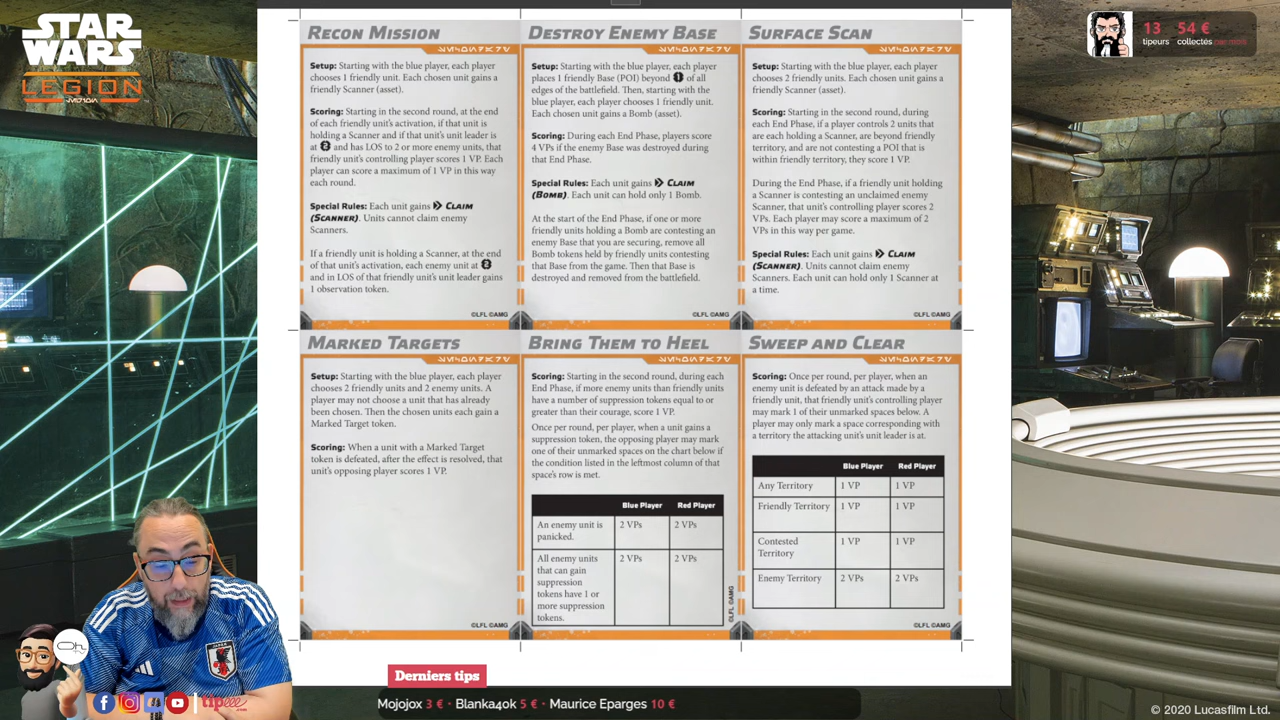 STAR
WARS
LEGION
13 54 €
tipeurs collectés par mois
RECON MISSION
Setup: Starting with the blue player, each player
chooses 1 friendly unit. Each chosen unit gains a
friendly Scanner (asset).
Scoring: Starting in the second round, at the end
of each friendly unit's activation, if that unit is
holding a Scanner and if that unit's unit leader is
at 2 and has LOS to 2 or more enemy units, that
friendly unit's controlling player scores 1 VP. Each
player can score a maximum of 1 VP in this way
each round.
Special Rules: Each unit gains CLAIM
(SCANNER). Units cannot claim enemy
Scanners.
If a friendly unit is holding a Scanner, at the end
of that unit's activation, each enemy unit at 2
and in LOS of that friendly unit's unit leader gains
1 observation token.
©LFL ©AMG
DESTROY ENEMY BASE
Setup: Starting with the blue player, each player
places 1 friendly Base (POI) beyond 1 of all
edges of the battlefield. Then, starting with the
blue player, each player chooses 1 friendly unit.
Each chosen unit gains a Bomb (asset).
Scoring: During each End Phase, players score
4 VPs if the enemy Base was destroyed during
that End Phase.
Special Rules: Each unit gains CLAIM
(BOMB). Each unit can hold only 1 Bomb.
At the start of the End Phase, if one or more
friendly units holding a Bomb are contesting an
enemy Base that you are securing, remove all
Bomb tokens held by friendly units contesting
that Base from the game. Then that Base is
destroyed and removed from the battlefield.
©LFL ©AMG
SURFACE SCAN
Setup: Starting with the blue player, each player
chooses 2 friendly units. Each chosen unit gains a
friendly Scanner (asset).
Scoring: Starting in the second round, during
each End Phase, if a player controls 2 units that
are each holding a Scanner, are beyond friendly
territory, and are not contesting a POI that is
within friendly territory, they score 1 VP.
During the End Phase, if a friendly unit holding
a Scanner is contesting an unclaimed enemy
Scanner, that unit's controlling player scores 2
VPs. Each player may score a maximum of 2
VPs in this way per game.
Special Rules: Each unit gains CLAIM
(SCANNER). Units cannot claim enemy
Scanners. Each unit can hold only 1 Scanner at
a time.
©LFL ©AMG
MARKED TARGETS
Setup: Starting with the blue player, each player
chooses 2 friendly units and 2 enemy units. A
player may not choose a unit that has already
been chosen. Then the chosen units each gain a
Marked Target token.
Scoring: When a unit with a Marked Target
token is defeated, after the effect is resolved, that
unit's opposing player scores 1 VP.
©LFL ©AMG
BRING THEM TO HEEL
Scoring: Starting in the second round, during each
End Phase, if more enemy units than friendly units
have a number of suppression tokens equal to or
greater than their courage, score 1 VP.
Once per round, per player, when a unit gains a
suppression token, the opposing player may mark
one of their unmarked spaces on the chart below if
the condition listed in the leftmost column of that
space's row is met.
Blue Player Red Player
An enemy unit is 2 VPs 2 VPs
panicked.
All enemy units 2 VPs 2 VPs
that can gain
suppression
tokens have 1 or
more suppression
tokens.
©LFL ©AMG
SWEEP AND CLEAR
Scoring: Once per round, per player, when an
enemy unit is defeated by an attack made by a
friendly unit, that friendly unit's controlling player
may mark 1 of their unmarked spaces below. A
player may only mark a space corresponding with
a territory the attacking unit's unit leader is at.
Blue Player Red Player
Any Territory 1 VP 1 VP
Friendly Territory 1 VP 1 VP
Contested 1 VP 1 VP
Territory
Enemy Territory 2 VPs 2 VPs
©LFL ©AMG
Oh
tipeee.com
Derniers tips
Mojojox 3 € · Blanka4ok 5 € · Maurice Eparges 10 €
© 2020 Lucasfilm Ltd.